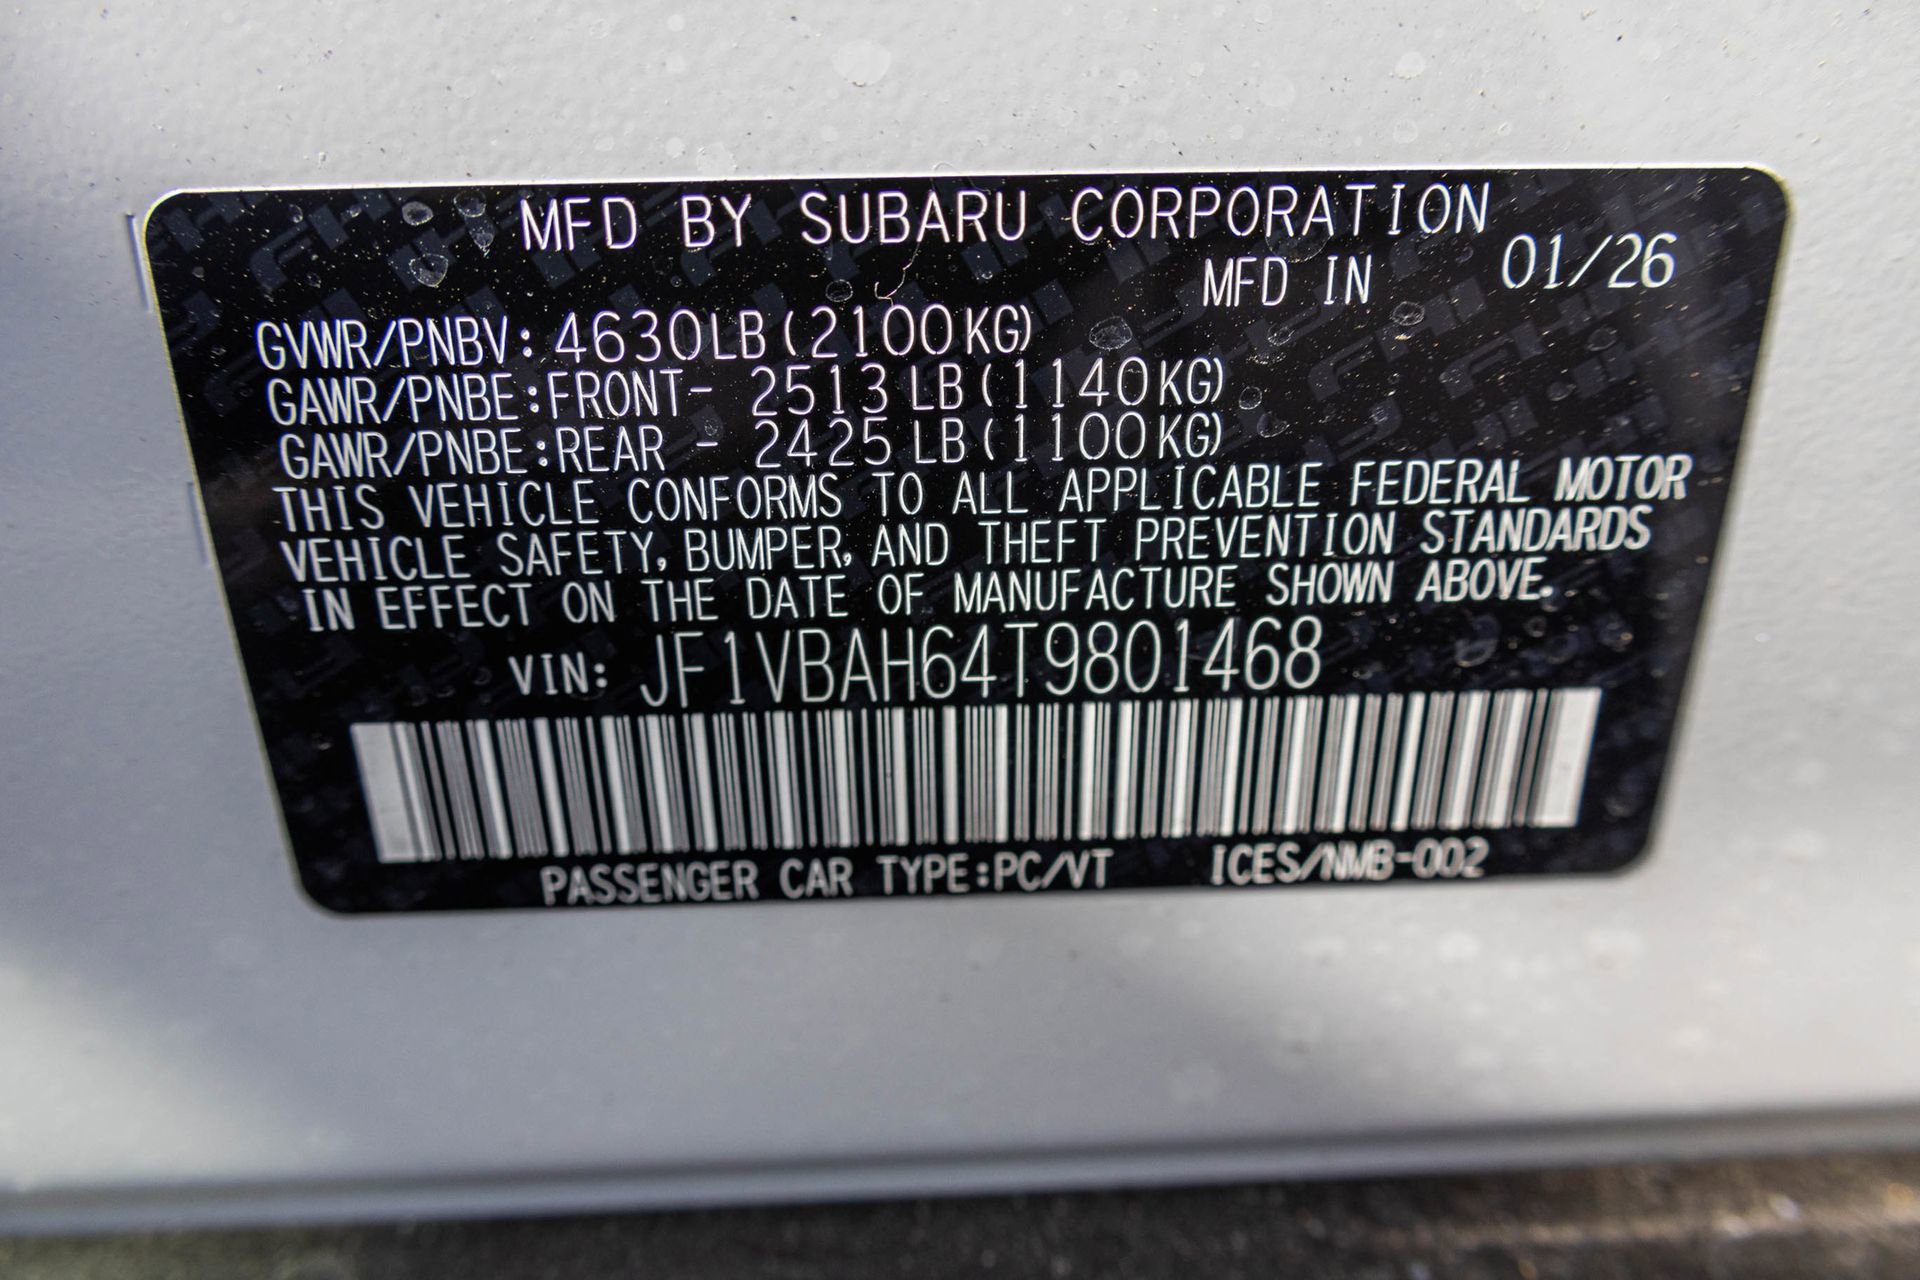 MFD BY SUBARU CORPORATION
MFD IN 01/26
GVWR/PNBV: 4630LB(2100KG)
GAWR/PNBE:FRONT- 2513 LB(1140KG)
GAWR/PNBE:REAR - 2425 LB(1100KG)
THIS VEHICLE CONFORMS TO ALL APPLICABLE FEDERAL MOTOR
VEHICLE SAFETY, BUMPER, AND THEFT PREVENTION STANDARDS
IN EFFECT ON THE DATE OF MANUFACTURE SHOWN ABOVE.
VIN: JF1VBAH64T9801468
PASSENGER CAR TYPE:PC/VT ICES/NMB-002